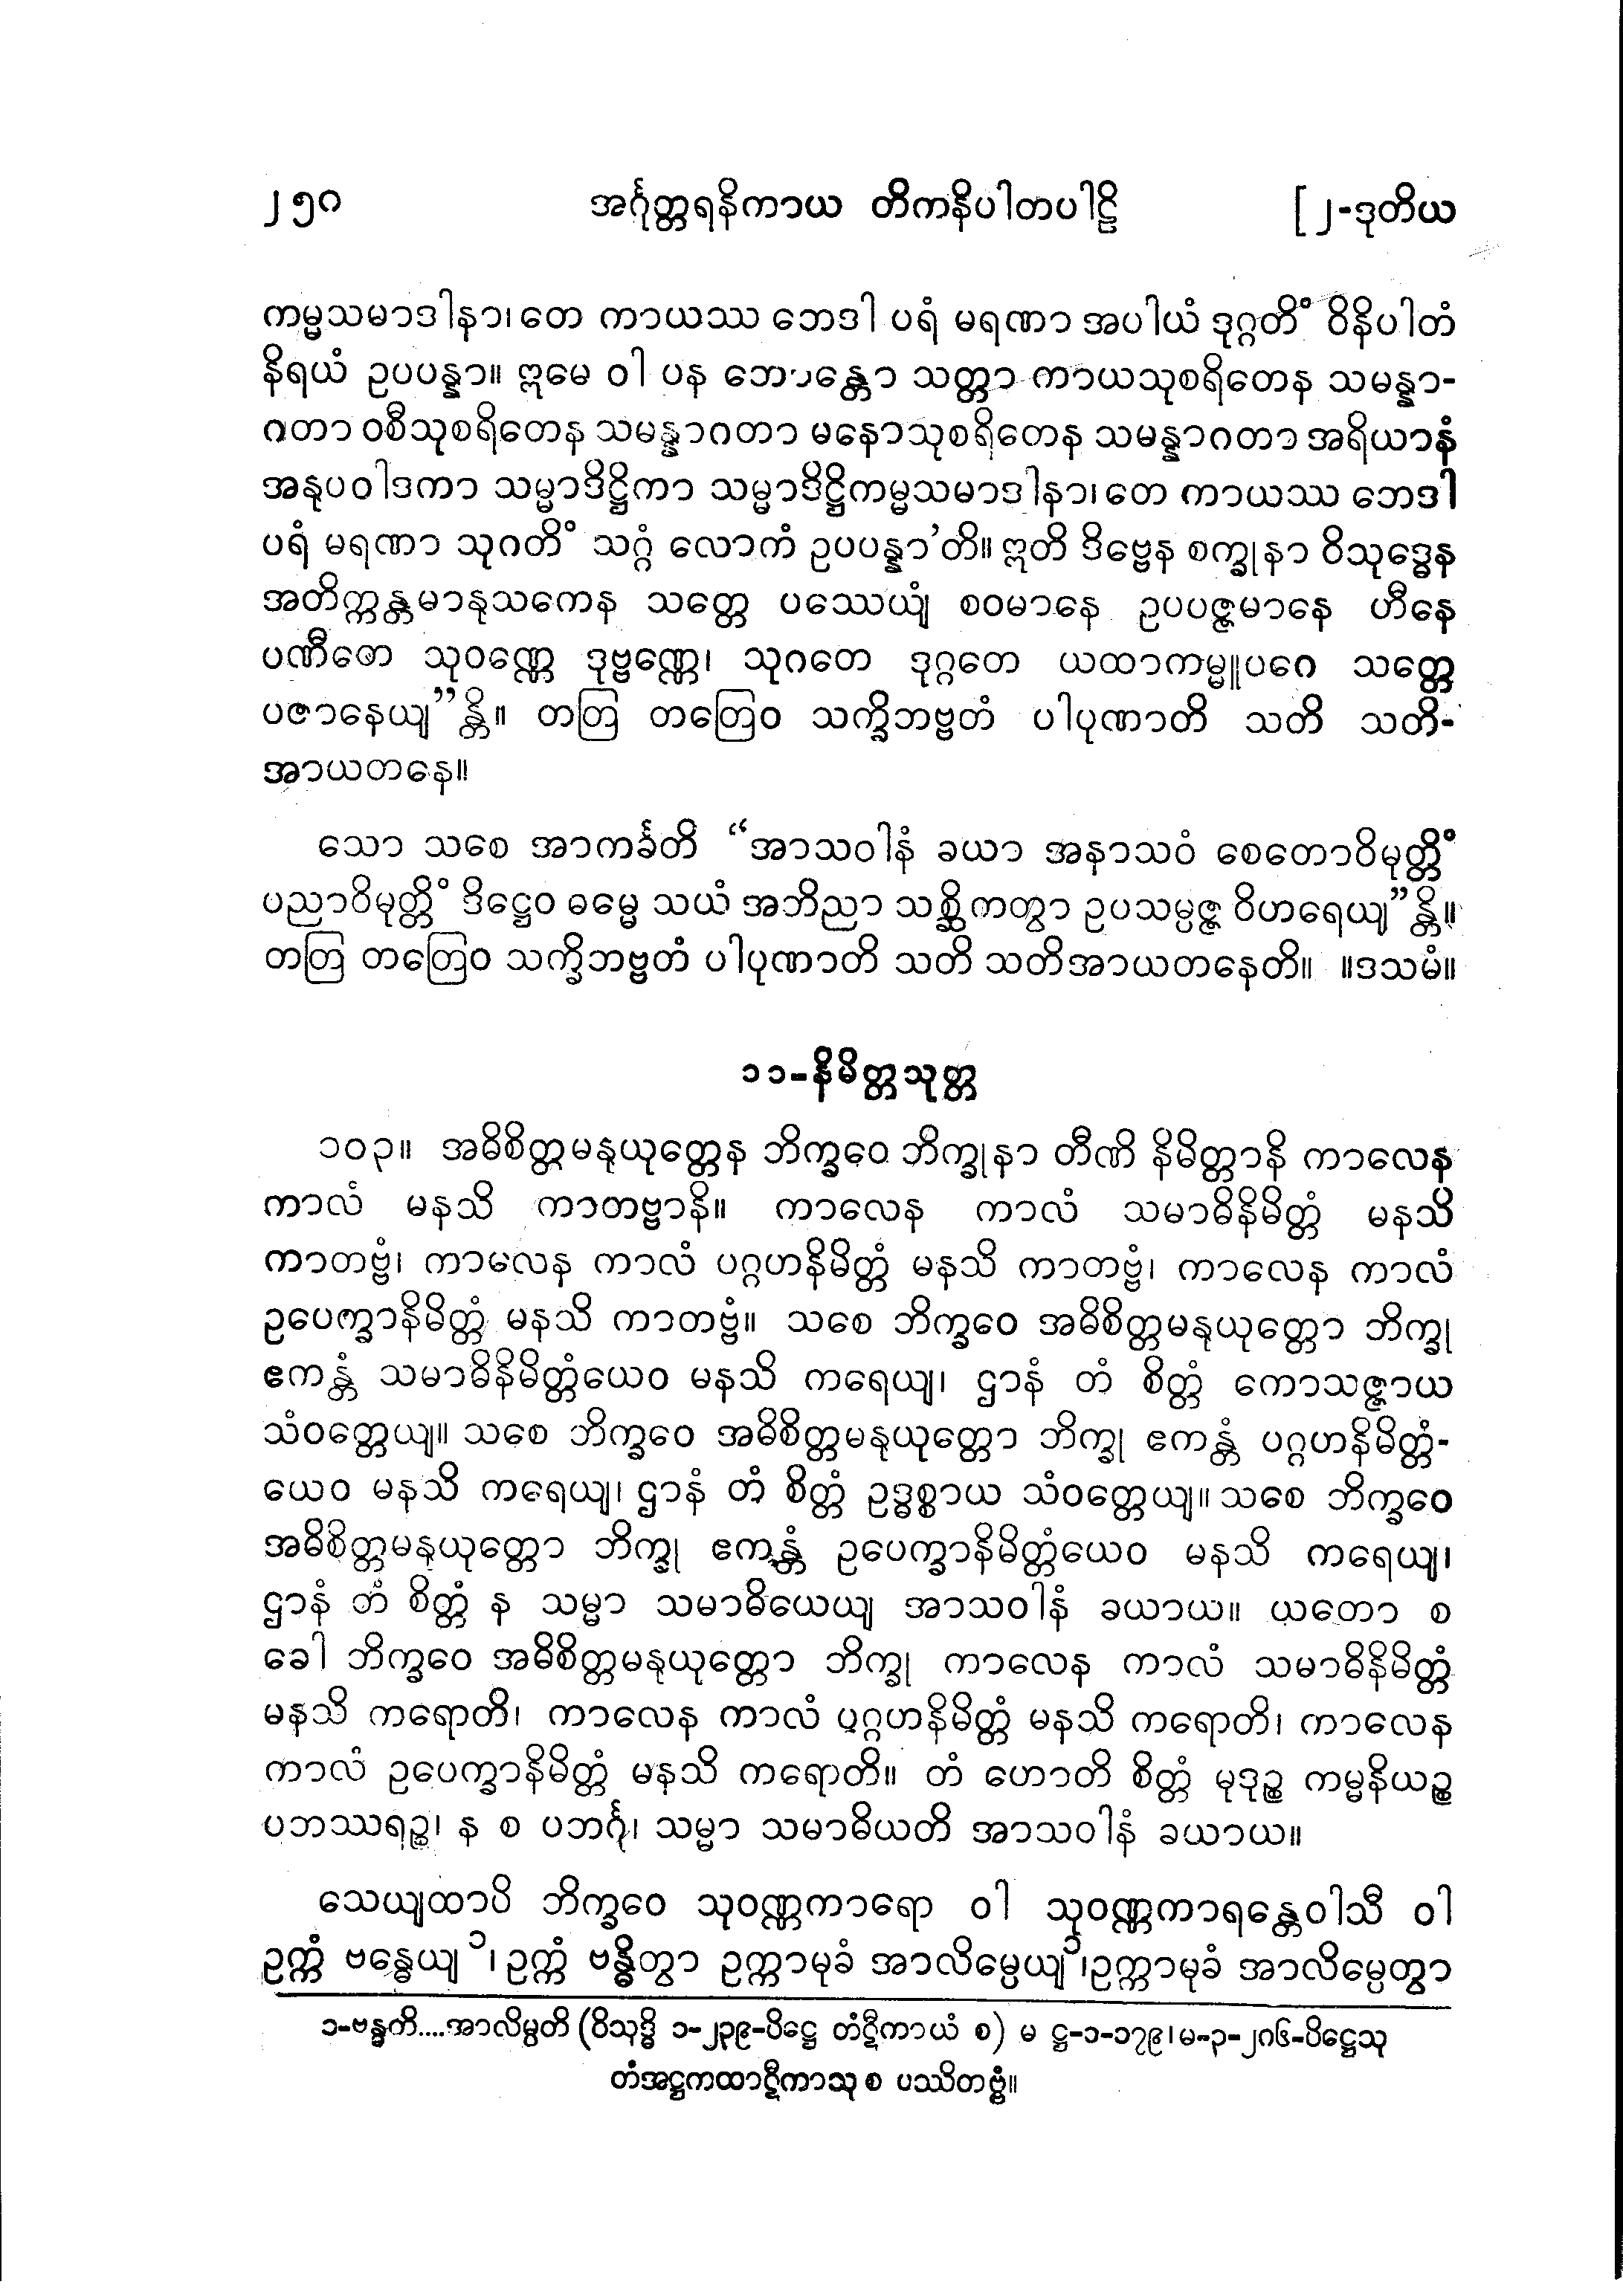 ၂၅၀ အင်္ဂုတ္တရနိကာယ တိကနိပါတပါဠိ [၂-ဒုတိယ
ကမ္မသမာဒါနာ၊ တေ ကာယဿ ဘေဒါ ပရံ မရဏာ အပါယံ ဒုဂ္ဂတိံ ဝိနိပါတံ
နိရယံ ဥပပန္နာ။ ဣမေ ဝါ ပန ဘောန္တော သတ္တာ ကာယသုစရိတေန သမန္နာ-
ဂတာ ဝစီသုစရိတေန သမန္နာဂတာ မနောသုစရိတေန သမန္နာဂတာ အရိယာနံ
အနုပဝါဒကာ သမ္မာဒိဋ္ဌိကာ သမ္မာဒိဋ္ဌိကမ္မသမာဒါနာ၊ တေ ကာယဿ ဘေဒါ
ပရံ မရဏာ သုဂတိံ သဂ္ဂံ လောကံ ဥပပန္နာ’တိ။ ဣတိ ဒိဗ္ဗေန စက္ခုနာ ဝိသုဒ္ဓေန
အတိက္ကန္တမာနုသကေန သတ္တေ ပဿေယျံ စဝမာနေ ဥပပဇ္ဇမာနေ ဟီနေ
ပဏီတေ သုဝဏ္ဏေ ဒုဗ္ဗဏ္ဏေ၊ သုဂတေ ဒုဂ္ဂတေ ယထာကမ္မူပဂေ သတ္တေ
ပဇာနေယျ”န္တိ။ တတြ တတြေဝ သက္ခိဘဗ္ဗတံ ပါပုဏာတိ သတိ သတိ-
အာယတနေ။
သော သစေ အာကင်္ခတိ “အာသဝါနံ ခယာ အနာသဝံ စေတောဝိမုတ္တိံ
ပညာဝိမုတ္တိံ ဒိဋ္ဌေဝ ဓမ္မေ သယံ အဘိညာ သစ္ဆိကတွာ ဥပသမ္ပဇ္ဇ ဝိဟရေယျ”န္တိ။
တတြ တတြေဝ သက္ခိဘဗ္ဗတံ ပါပုဏာတိ သတိ သတိအာယတနေတိ။ ။ဒသမံ။
၁၁-နိမိတ္တသုတ္တ
၁၀၃။ အဓိစိတ္တမနုယုတ္တေန ဘိက္ခဝေ ဘိက္ခုနာ တီဏိ နိမိတ္တာနိ ကာလေန
ကာလံ မနသိ ကာတဗ္ဗာနိ။ ကာလေန ကာလံ သမာဓိနိမိတ္တံ မနသိ
ကာတဗ္ဗံ၊ ကာလေန ကာလံ ပဂ္ဂဟနိမိတ္တံ မနသိ ကာတဗ္ဗံ၊ ကာလေန ကာလံ
ဥပေက္ခာနိမိတ္တံ မနသိ ကာတဗ္ဗံ။ သစေ ဘိက္ခဝေ အဓိစိတ္တမနုယုတ္တော ဘိက္ခု
ဧကန္တံ သမာဓိနိမိတ္တံယေဝ မနသိ ကရေယျ၊ ဌာနံ တံ စိတ္တံ ကောသဇ္ဇာယ
သံဝတ္တေယျ။ သစေ ဘိက္ခဝေ အဓိစိတ္တမနုယုတ္တော ဘိက္ခု ဧကန္တံ ပဂ္ဂဟနိမိတ္တံ-
ယေဝ မနသိ ကရေယျ၊ ဌာနံ တံ စိတ္တံ ဥဒ္ဓစ္စာယ သံဝတ္တေယျ။ သစေ ဘိက္ခဝေ
အဓိစိတ္တမနုယုတ္တော ဘိက္ခု ဧကန္တံ ဥပေက္ခာနိမိတ္တံယေဝ မနသိ ကရေယျ၊
ဌာနံ တံ စိတ္တံ န သမ္မာ သမာဓိယေယျ အာသဝါနံ ခယာယ။ ယတော စ
ခေါ ဘိက္ခဝေ အဓိစိတ္တမနုယုတ္တော ဘိက္ခု ကာလေန ကာလံ သမာဓိနိမိတ္တံ
မနသိ ကရောတိ၊ ကာလေန ကာလံ ပဂ္ဂဟနိမိတ္တံ မနသိ ကရောတိ၊ ကာလေန
ကာလံ ဥပေက္ခာနိမိတ္တံ မနသိ ကရောတိ။ တံ ဟောတိ စိတ္တံ မုဒုဉ္စ ကမ္မနိယဉ္စ
ပဘဿရဉ္စ၊ န စ ပဘင်္ဂု၊ သမ္မာ သမာဓိယတိ အာသဝါနံ ခယာယ။
သေယျထာပိ ဘိက္ခဝေ သုဝဏ္ဏကာရော ဝါ သုဝဏ္ဏကာရန္တေဝါသီ ဝါ
ဥက္ကံ ဗန္ဓေယျ ၁၊ ဥက္ကံ ဗန္ဓိတွာ ဥက္ကာမုခံ အာလိမ္ပေယျ ၁၊ ဥက္ကာမုခံ အာလိမ္ပေတွာ
၁-ဗန္ဓတိ....အာလိမ္ပတိ (ဝိသုဒ္ဓိ ၁-၂၃၉-ပိဋ္ဌေ တံဋီကာယံ စ) မ ဋ္ဌ-၁-၁၇၉၊ မ-၃-၂၈၆-ပိဋ္ဌေသု
တံအဋ္ဌကထာဋီကာသု စ ပဿိတဗ္ဗံ။